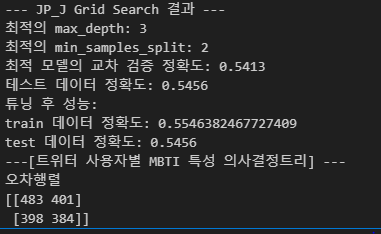 --- JP_J Grid Search 결과 ---
최적의 max_depth: 3
최적의 min_samples_split: 2
최적 모델의 교차 검증 정확도: 0.5413
테스트 데이터 정확도: 0.5456
튜닝 후 성능:
train 데이터 정확도: 0.5546382467727409
test 데이터 정확도: 0.5456
---[트위터 사용자별 MBTI 특성 의사결정트리] ---
오차행렬
[[483 401]
 [398 384]]